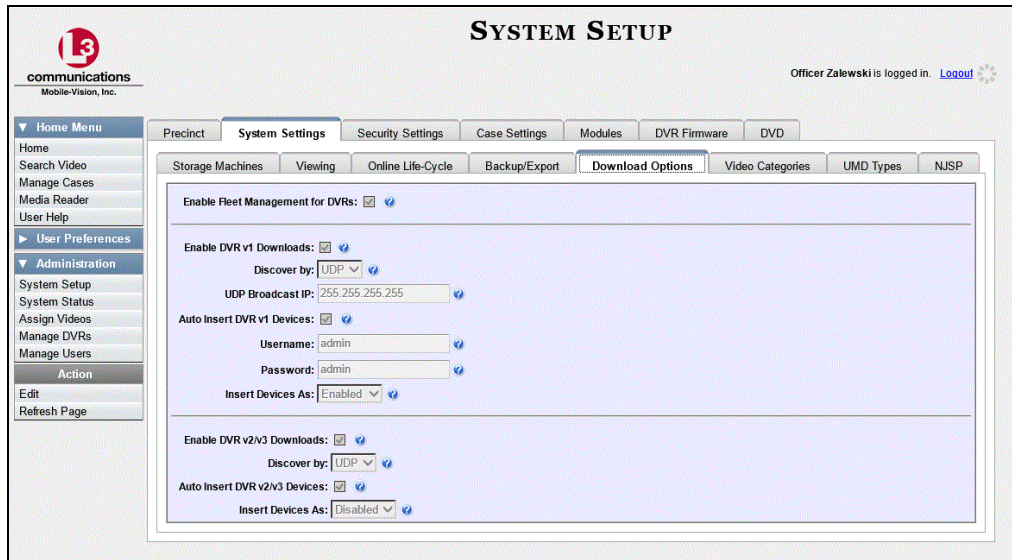 SYSTEM SETUP
L3
communications
Mobile-Vision, Inc.
Officer Zalewski is logged in. Logout
Home Menu
Home
Search Video
Manage Cases
Media Reader
User Help
User Preferences
Administration
System Setup
System Status
Assign Videos
Manage DVRs
Manage Users
Action
Edit
Refresh Page
Precinct System Settings Security Settings Case Settings Modules DVR Firmware DVD
Storage Machines Viewing Online Life-Cycle Backup/Export Download Options Video Categories UMD Types NJSP
Enable Fleet Management for DVRs:
Enable DVR v1 Downloads:
Discover by: UDP
UDP Broadcast IP: 255.255.255.255
Auto Insert DVR v1 Devices:
Username: admin
Password: admin
Insert Devices As: Enabled
Enable DVR v2/v3 Downloads:
Discover by: UDP
Auto Insert DVR v2/v3 Devices:
Insert Devices As: Disabled